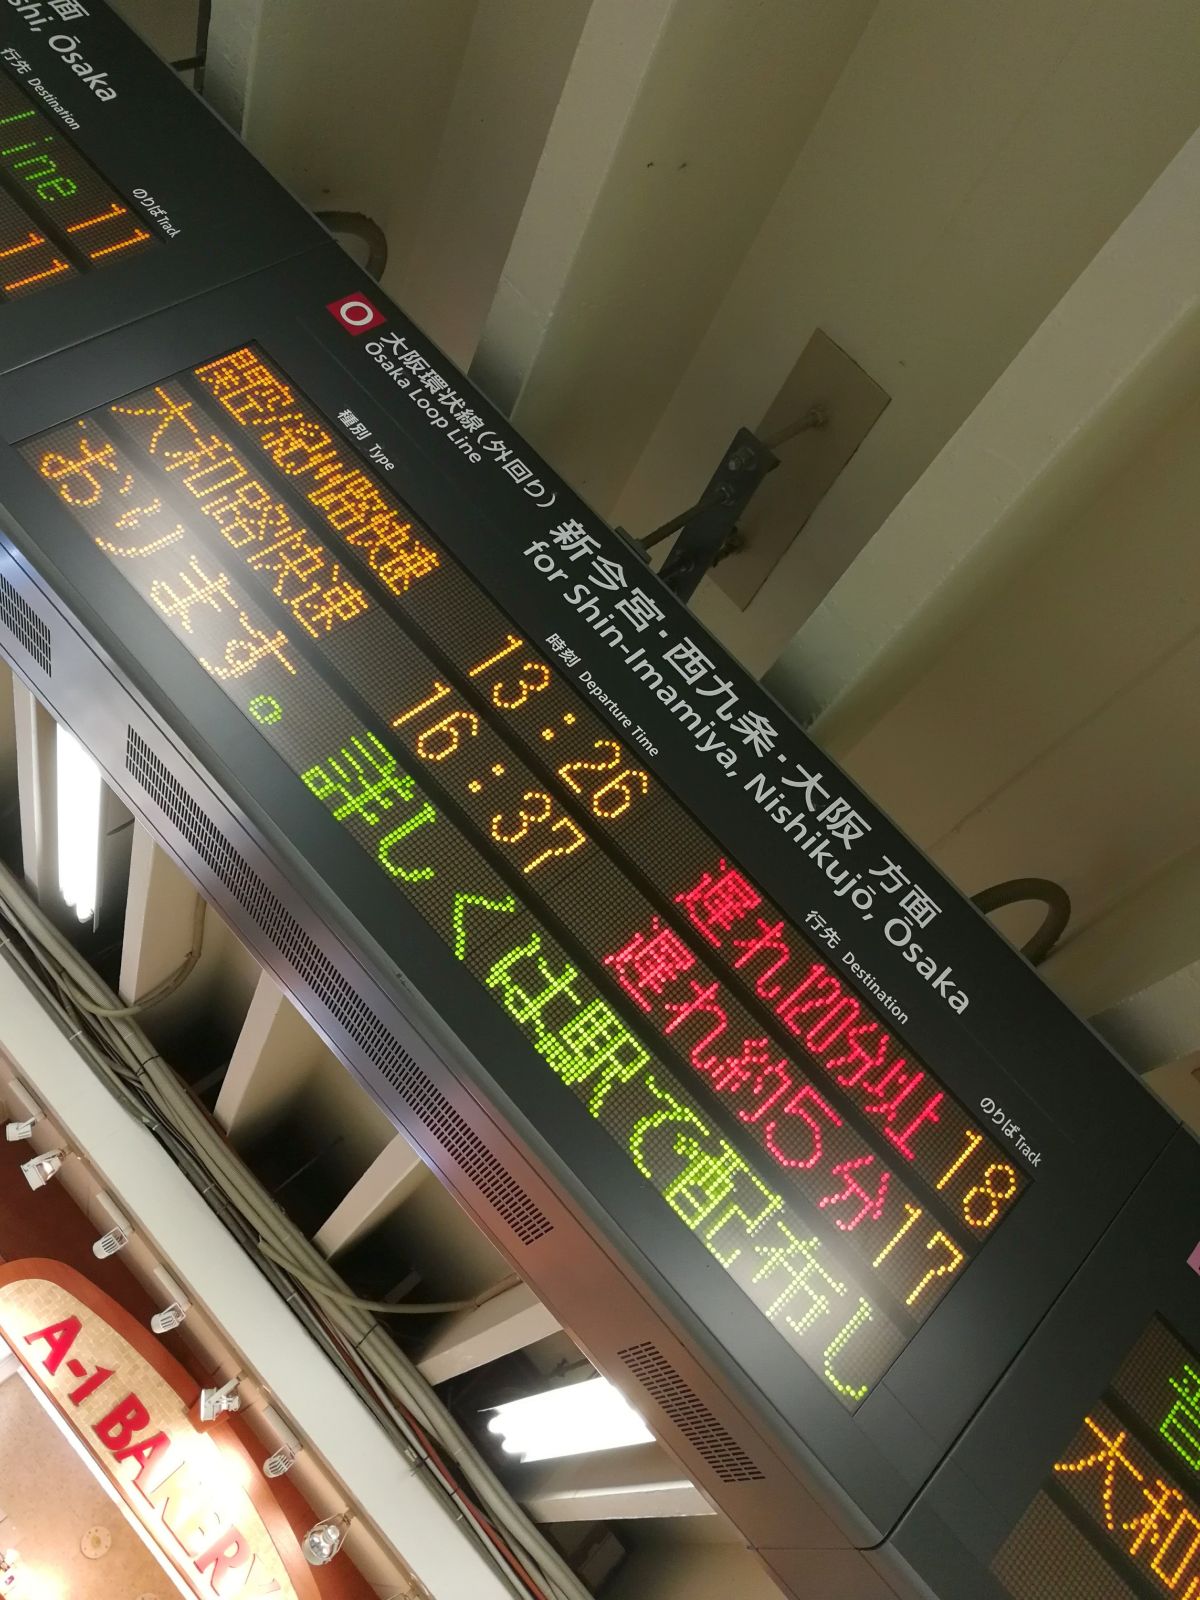 面
shi, Ōsaka
行先 Destination
のりば Track
Line 11
11
O 大阪環状線(外回り) 新今宮・西九条・大阪 方面
Osaka Loop Line for Shin-Imamiya, Nishikujō, Ōsaka
種別 Type 時刻 Departure Time 行先 Destination のりば Track
関空/紀州路快速 13:26 遅れ120分以上 18
大和路快速 16:37 遅れ約5分 17
おります。詳しくは駅で配布し
大和
A-1 BAKERY